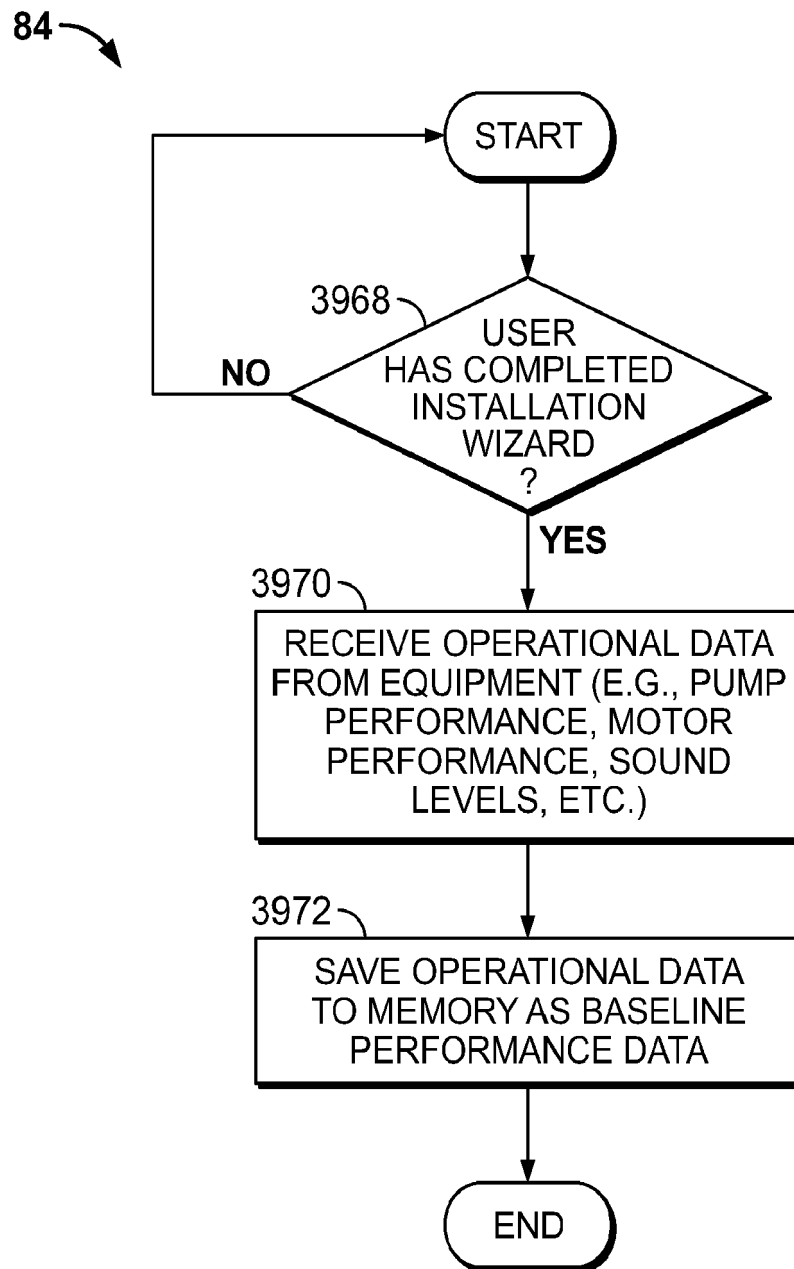 84
START
3968
USER
HAS COMPLETED
INSTALLATION
WIZARD
?
NO
YES
3970
RECEIVE OPERATIONAL DATA
FROM EQUIPMENT (E.G., PUMP
PERFORMANCE, MOTOR
PERFORMANCE, SOUND
LEVELS, ETC.)
3972
SAVE OPERATIONAL DATA
TO MEMORY AS BASELINE
PERFORMANCE DATA
END